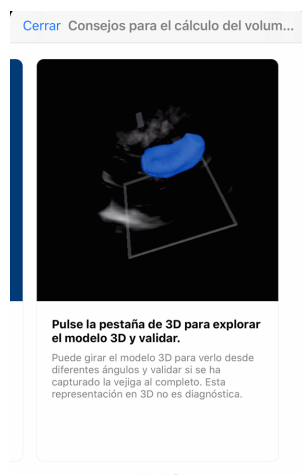 Cerrar Consejos para el cálculo del volum...
Pulse la pestaña de 3D para explorar
el modelo 3D y validar.
Puede girar el modelo 3D para verlo desde
diferentes ángulos y validar si se ha
capturado la vejiga al completo. Esta
representación en 3D no es diagnóstica.